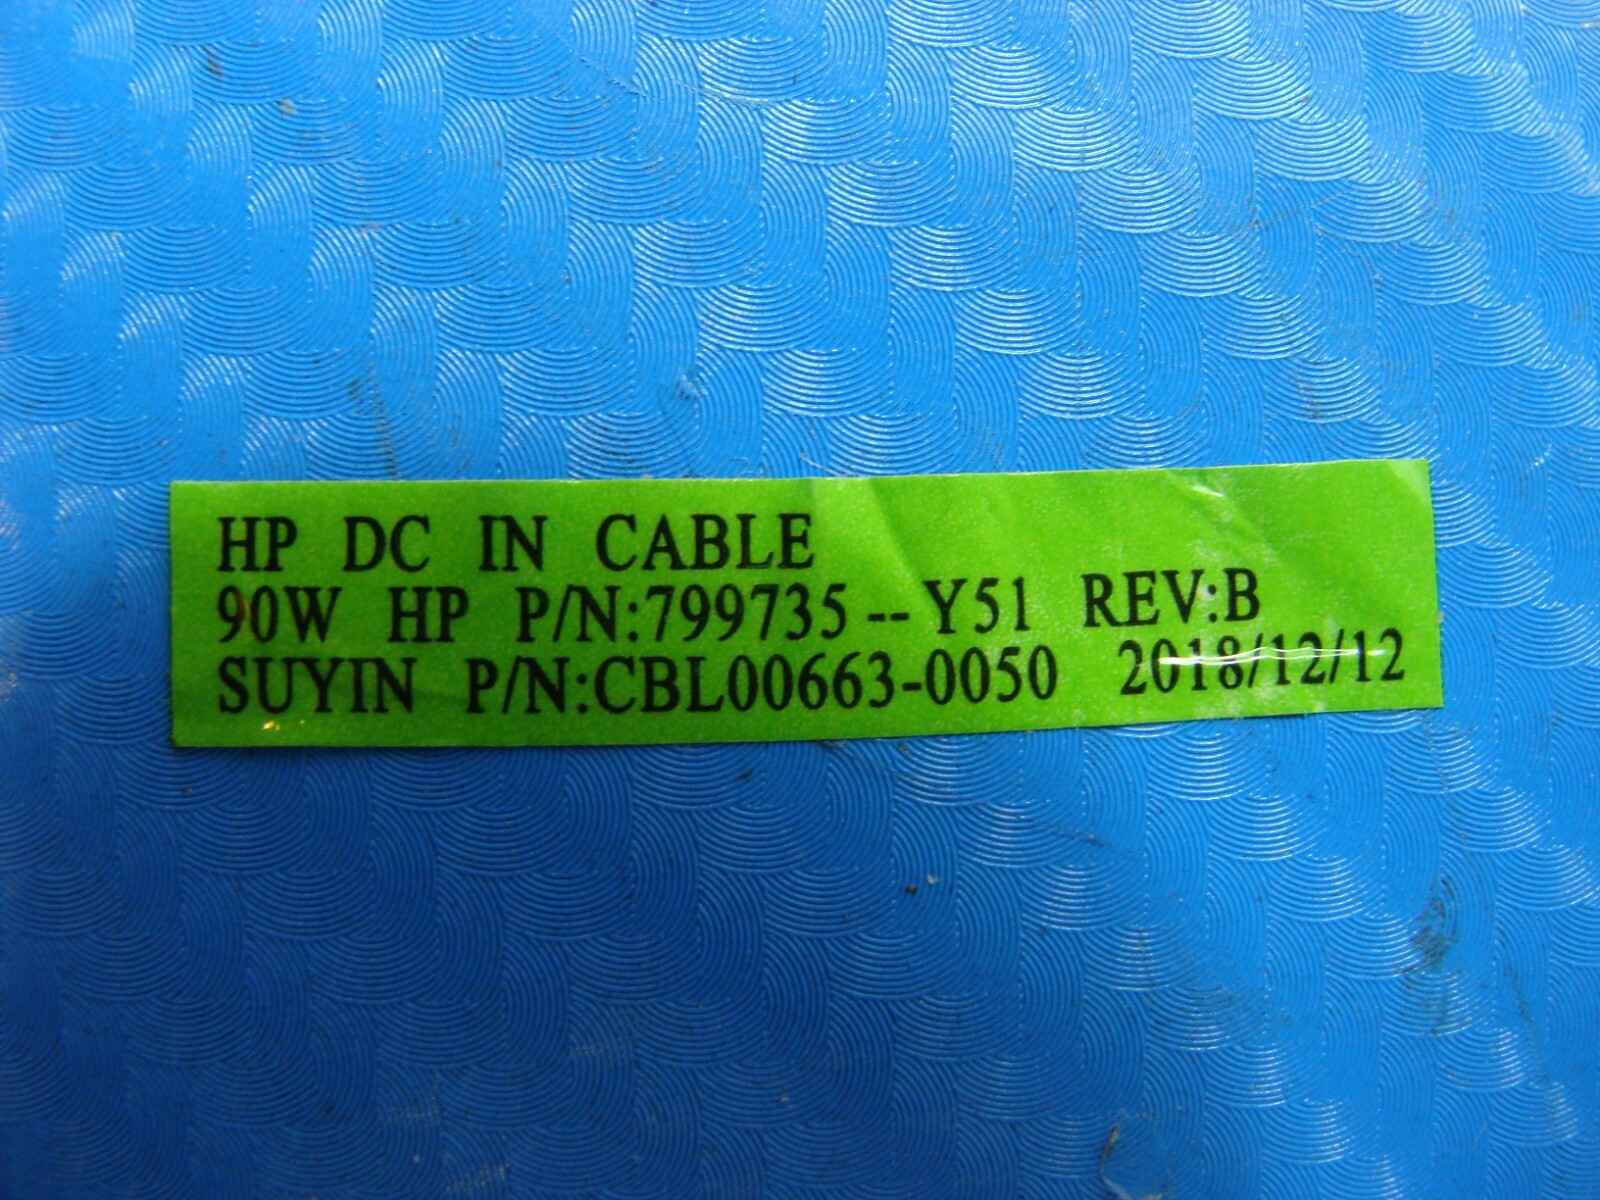 HP DC IN CABLE
90W HP P/N:799735--Y51 REV:B
SUYIN P/N:CBL00663-0050 2018/12/12